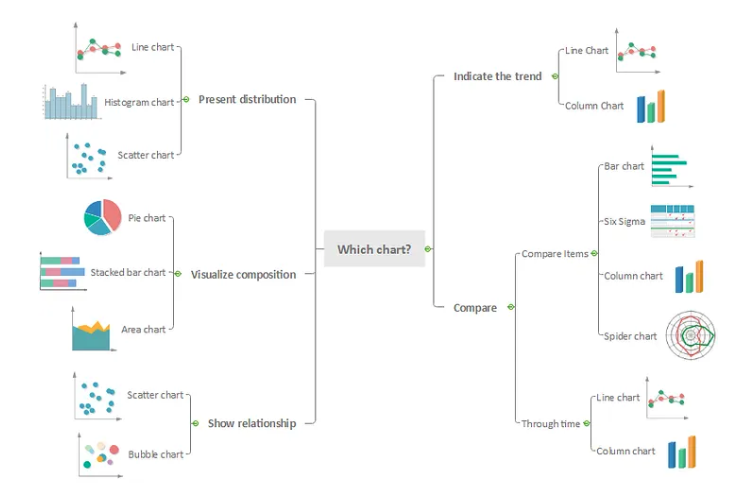 Which chart?
Present distribution
Line chart
Histogram chart
Scatter chart
Visualize composition
Pie chart
Stacked bar chart
Area chart
Show relationship
Scatter chart
Bubble chart
Indicate the trend
Line Chart
Column Chart
Compare
Compare Items
Bar chart
Six Sigma
Column chart
Spider chart
Through time
Line chart
Column chart